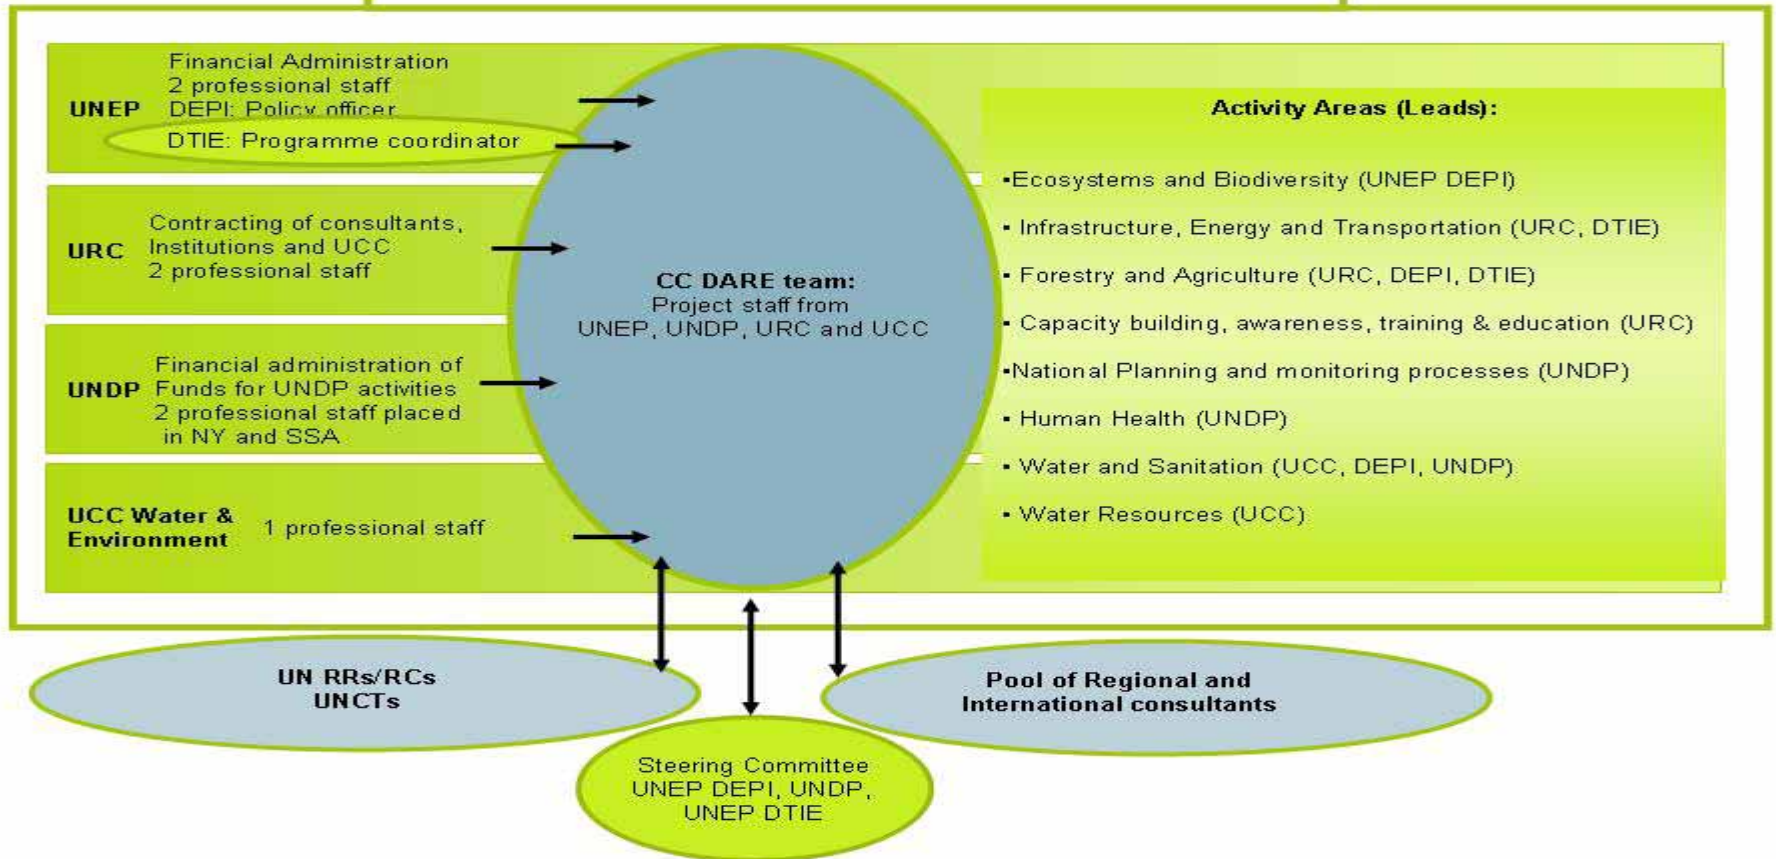 UNEP
Financial Administration
2 professional staff
DEPI: Policy officer
DTIE: Programme coordinator
URC
Contracting of consultants,
Institutions and UCC
2 professional staff
UNDP
Financial administration of
Funds for UNDP activities
2 professional staff placed
in NY and SSA
UCC Water &
Environment
1 professional staff
CC DARE team:
Project staff from
UNEP, UNDP, URC and UCC
Activity Areas (Leads):
▪Ecosystems and Biodiversity (UNEP DEPI)
▪ Infrastructure, Energy and Transportation (URC, DTIE)
▪ Forestry and Agriculture (URC, DEPI, DTIE)
▪ Capacity building, awareness, training & education (URC)
▪National Planning and monitoring processes (UNDP)
▪ Human Health (UNDP)
▪ Water and Sanitation (UCC, DEPI, UNDP)
▪ Water Resources (UCC)
UN RRs/RCs
UNCTs
Pool of Regional and
International consultants
Steering Committee
UNEP DEPI, UNDP,
UNEP DTIE